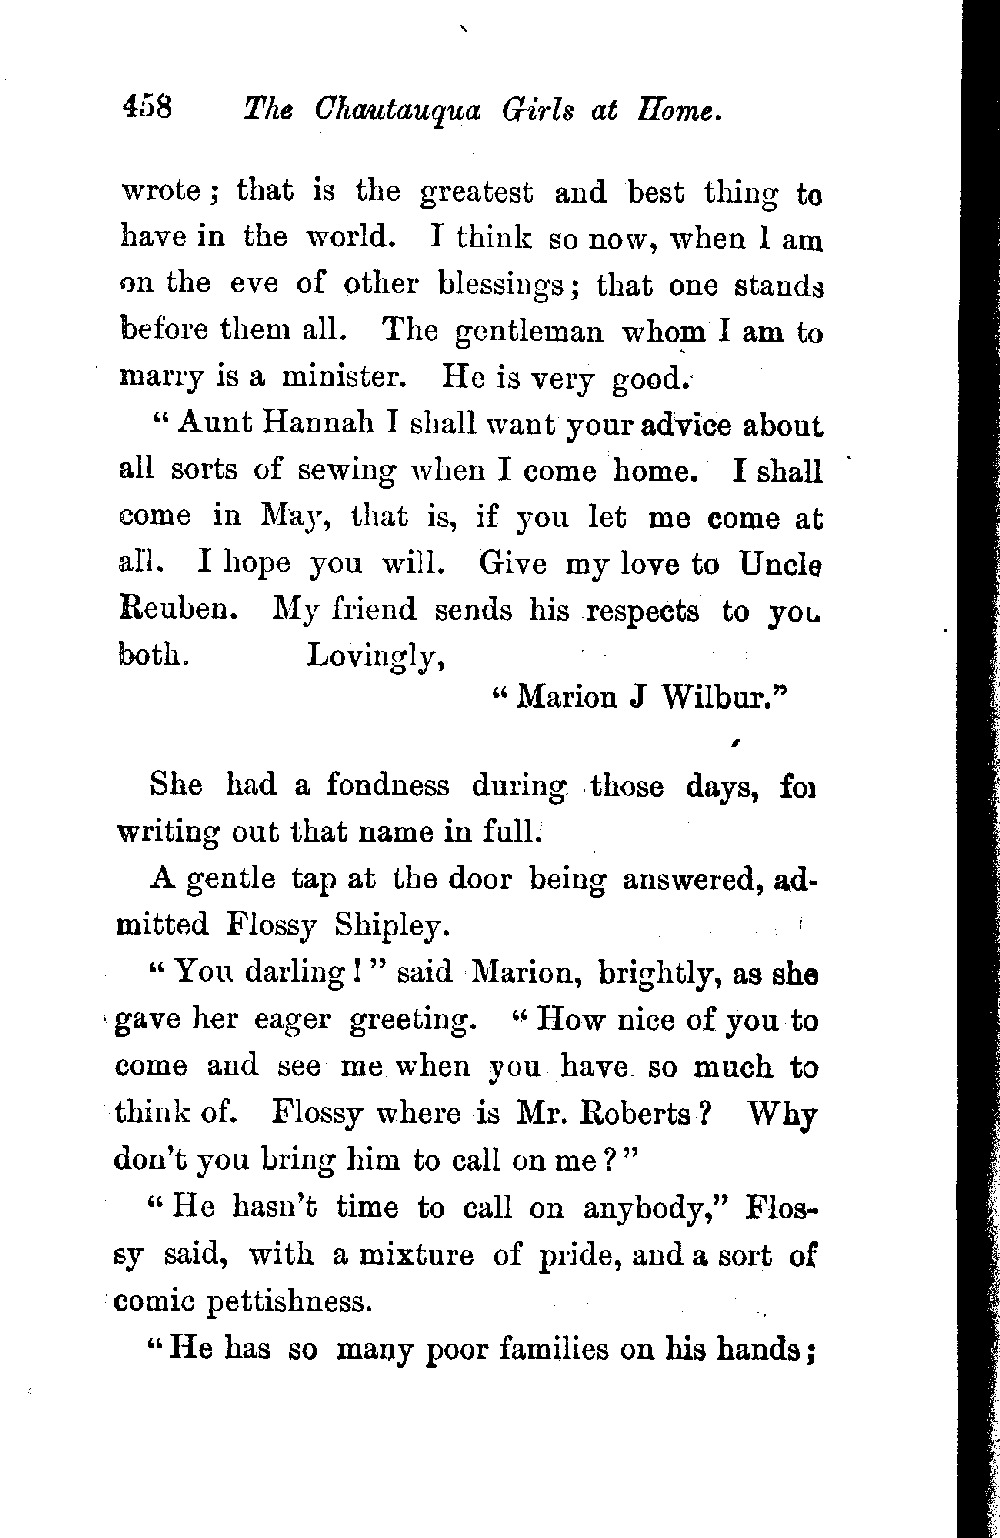 458 The Chautauqua Girls at Home.
wrote; that is the greatest and best thing to
have in the world. I think so now, when I am
on the eve of other blessings; that one stands
before them all. The gentleman whom I am to
marry is a minister. He is very good.
“Aunt Hannah I shall want your advice about
all sorts of sewing when I come home. I shall
come in May, that is, if you let me come at
all. I hope you will. Give my love to Uncle
Reuben. My friend sends his respects to you
both. Lovingly,
“Marion J Wilbur.”
She had a fondness during those days, for
writing out that name in full.
A gentle tap at the door being answered, ad-
mitted Flossy Shipley.
“You darling!” said Marion, brightly, as she
gave her eager greeting. “How nice of you to
come and see me when you have so much to
think of. Flossy where is Mr. Roberts? Why
don’t you bring him to call on me?”
“He hasn’t time to call on anybody,” Flos-
sy said, with a mixture of pride, and a sort of
comic pettishness.
“He has so many poor families on his hands;